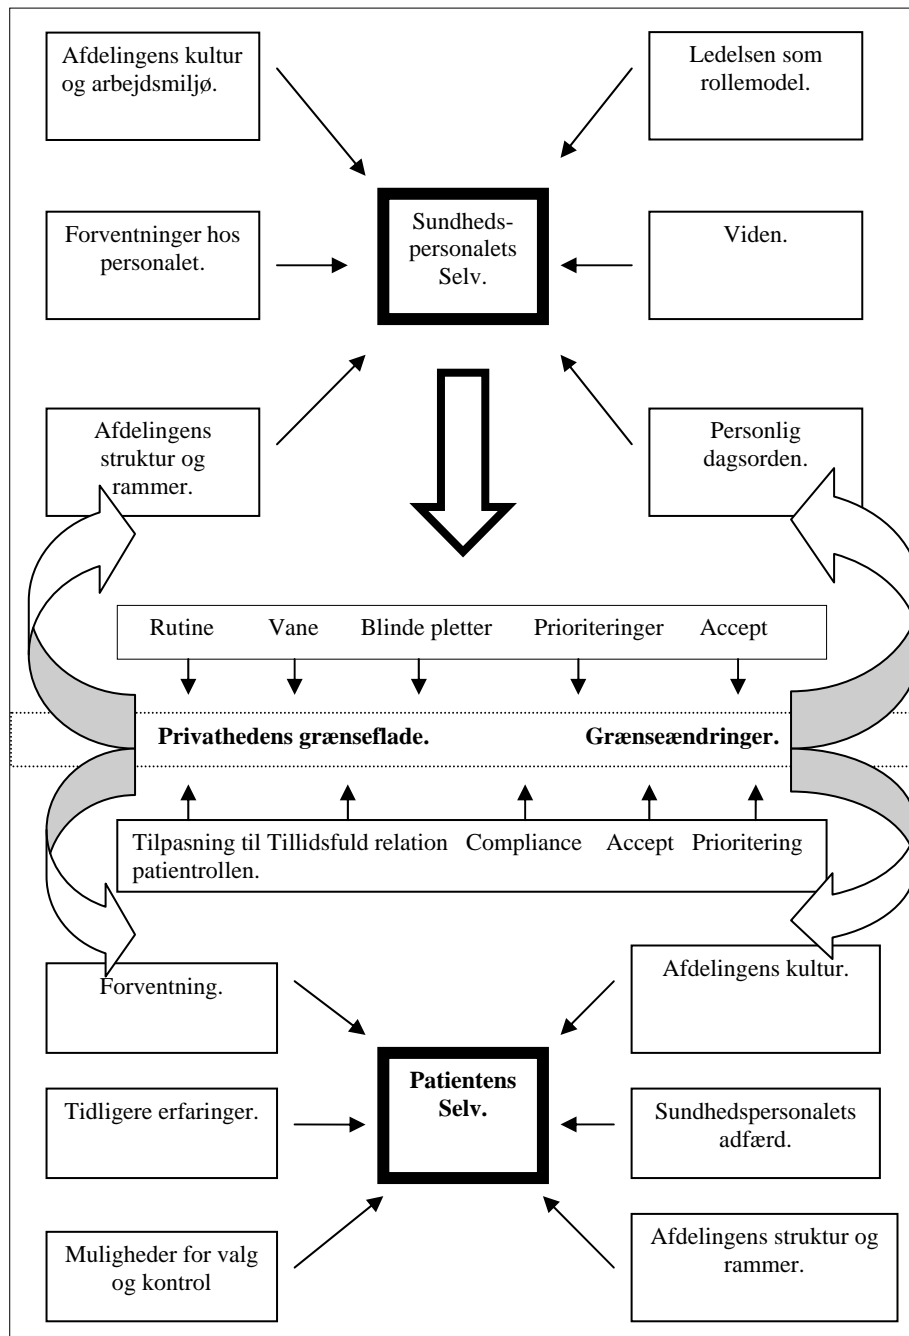 Afdelingens kultur
og arbejdsmiljø.
Ledelsen som
rollemodel.
Forventninger hos
personalet.
Sundheds-
personalets
Selv.
Viden.
Afdelingens
struktur og
rammer.
Personlig
dagsorden.
Rutine Vane Blinde pletter Prioriteringer Accept
Privathedens grænseflade. Grænseændringer.
Tilpasning til Tillidsfuld relation Compliance Accept Prioritering
patientrollen.
Forventning.
Afdelingens kultur.
Patientens
Selv.
Tidligere erfaringer.
Sundhedspersonalets
adfærd.
Muligheder for valg
og kontrol
Afdelingens struktur og
rammer.